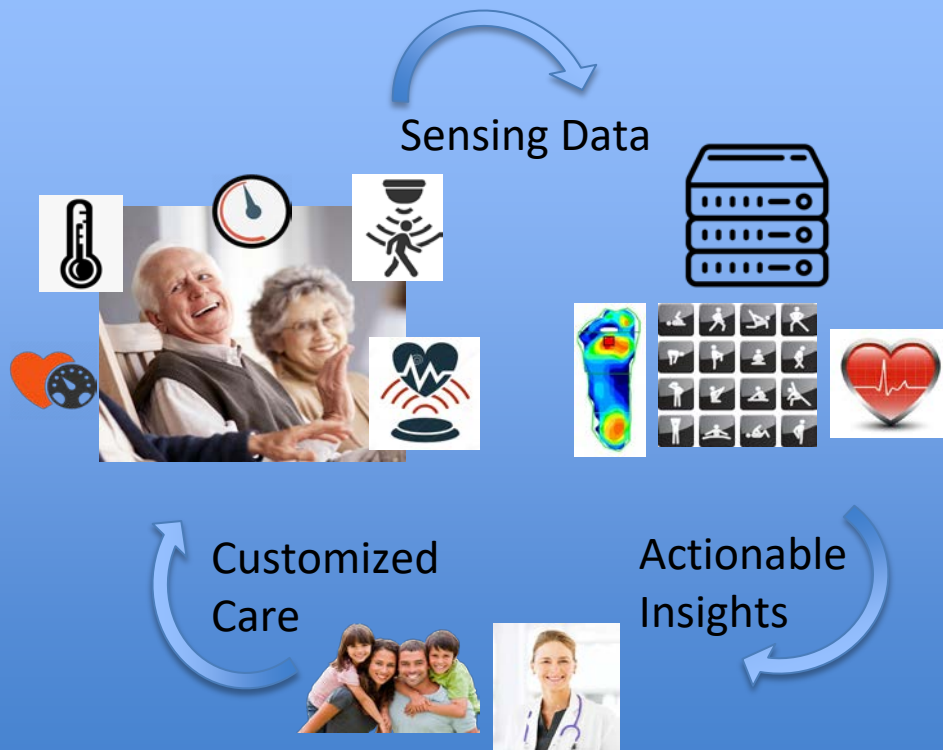 Sensing Data
Customized
Care
Actionable
Insights